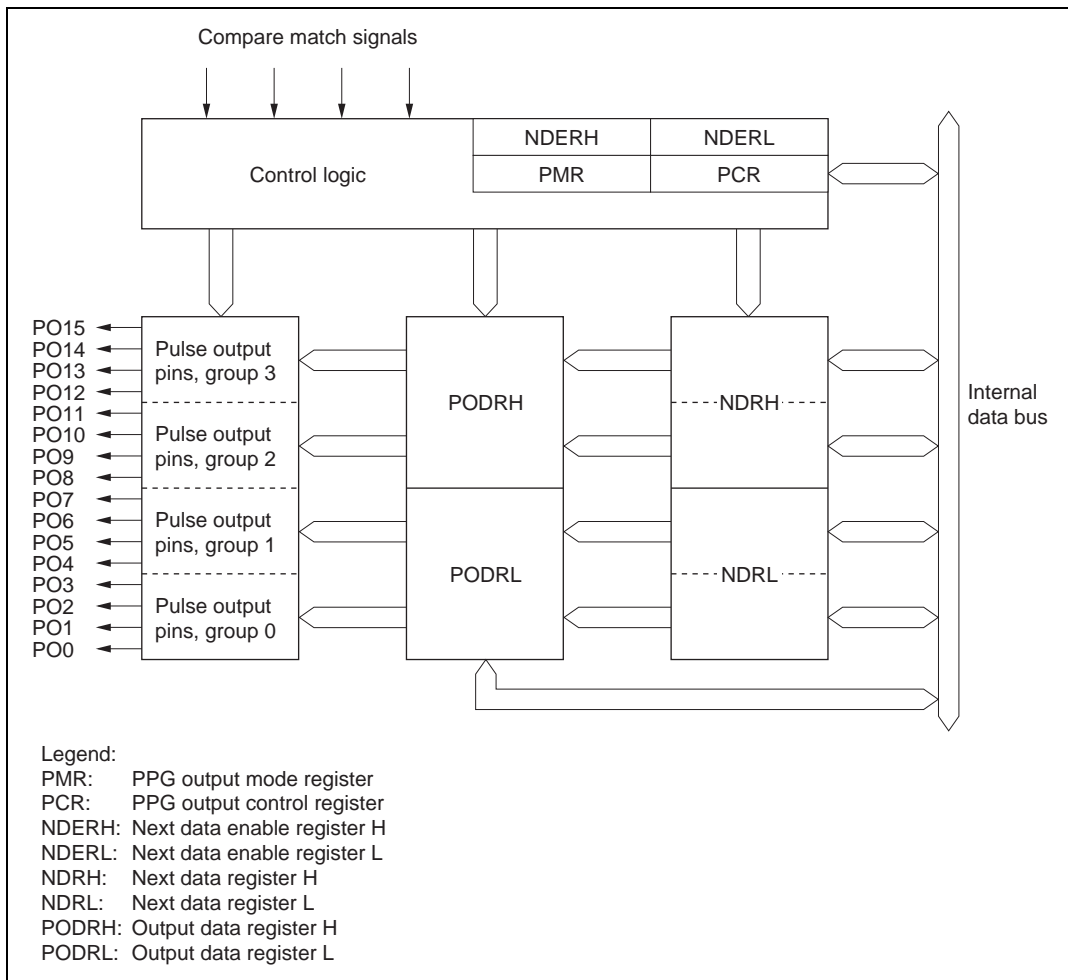 Compare match signals
NDERH NDERL
Control logic PMR PCR
PO15
PO14
PO13
PO12
PO11
PO10
PO9
PO8
PO7
PO6
PO5
PO4
PO3
PO2
PO1
PO0
Pulse output
pins, group 3
Pulse output
pins, group 2
Pulse output
pins, group 1
Pulse output
pins, group 0
PODRH
PODRL
NDRH
NDRL
Internal
data bus
Legend:
PMR: PPG output mode register
PCR: PPG output control register
NDERH: Next data enable register H
NDERL: Next data enable register L
NDRH: Next data register H
NDRL: Next data register L
PODRH: Output data register H
PODRL: Output data register L